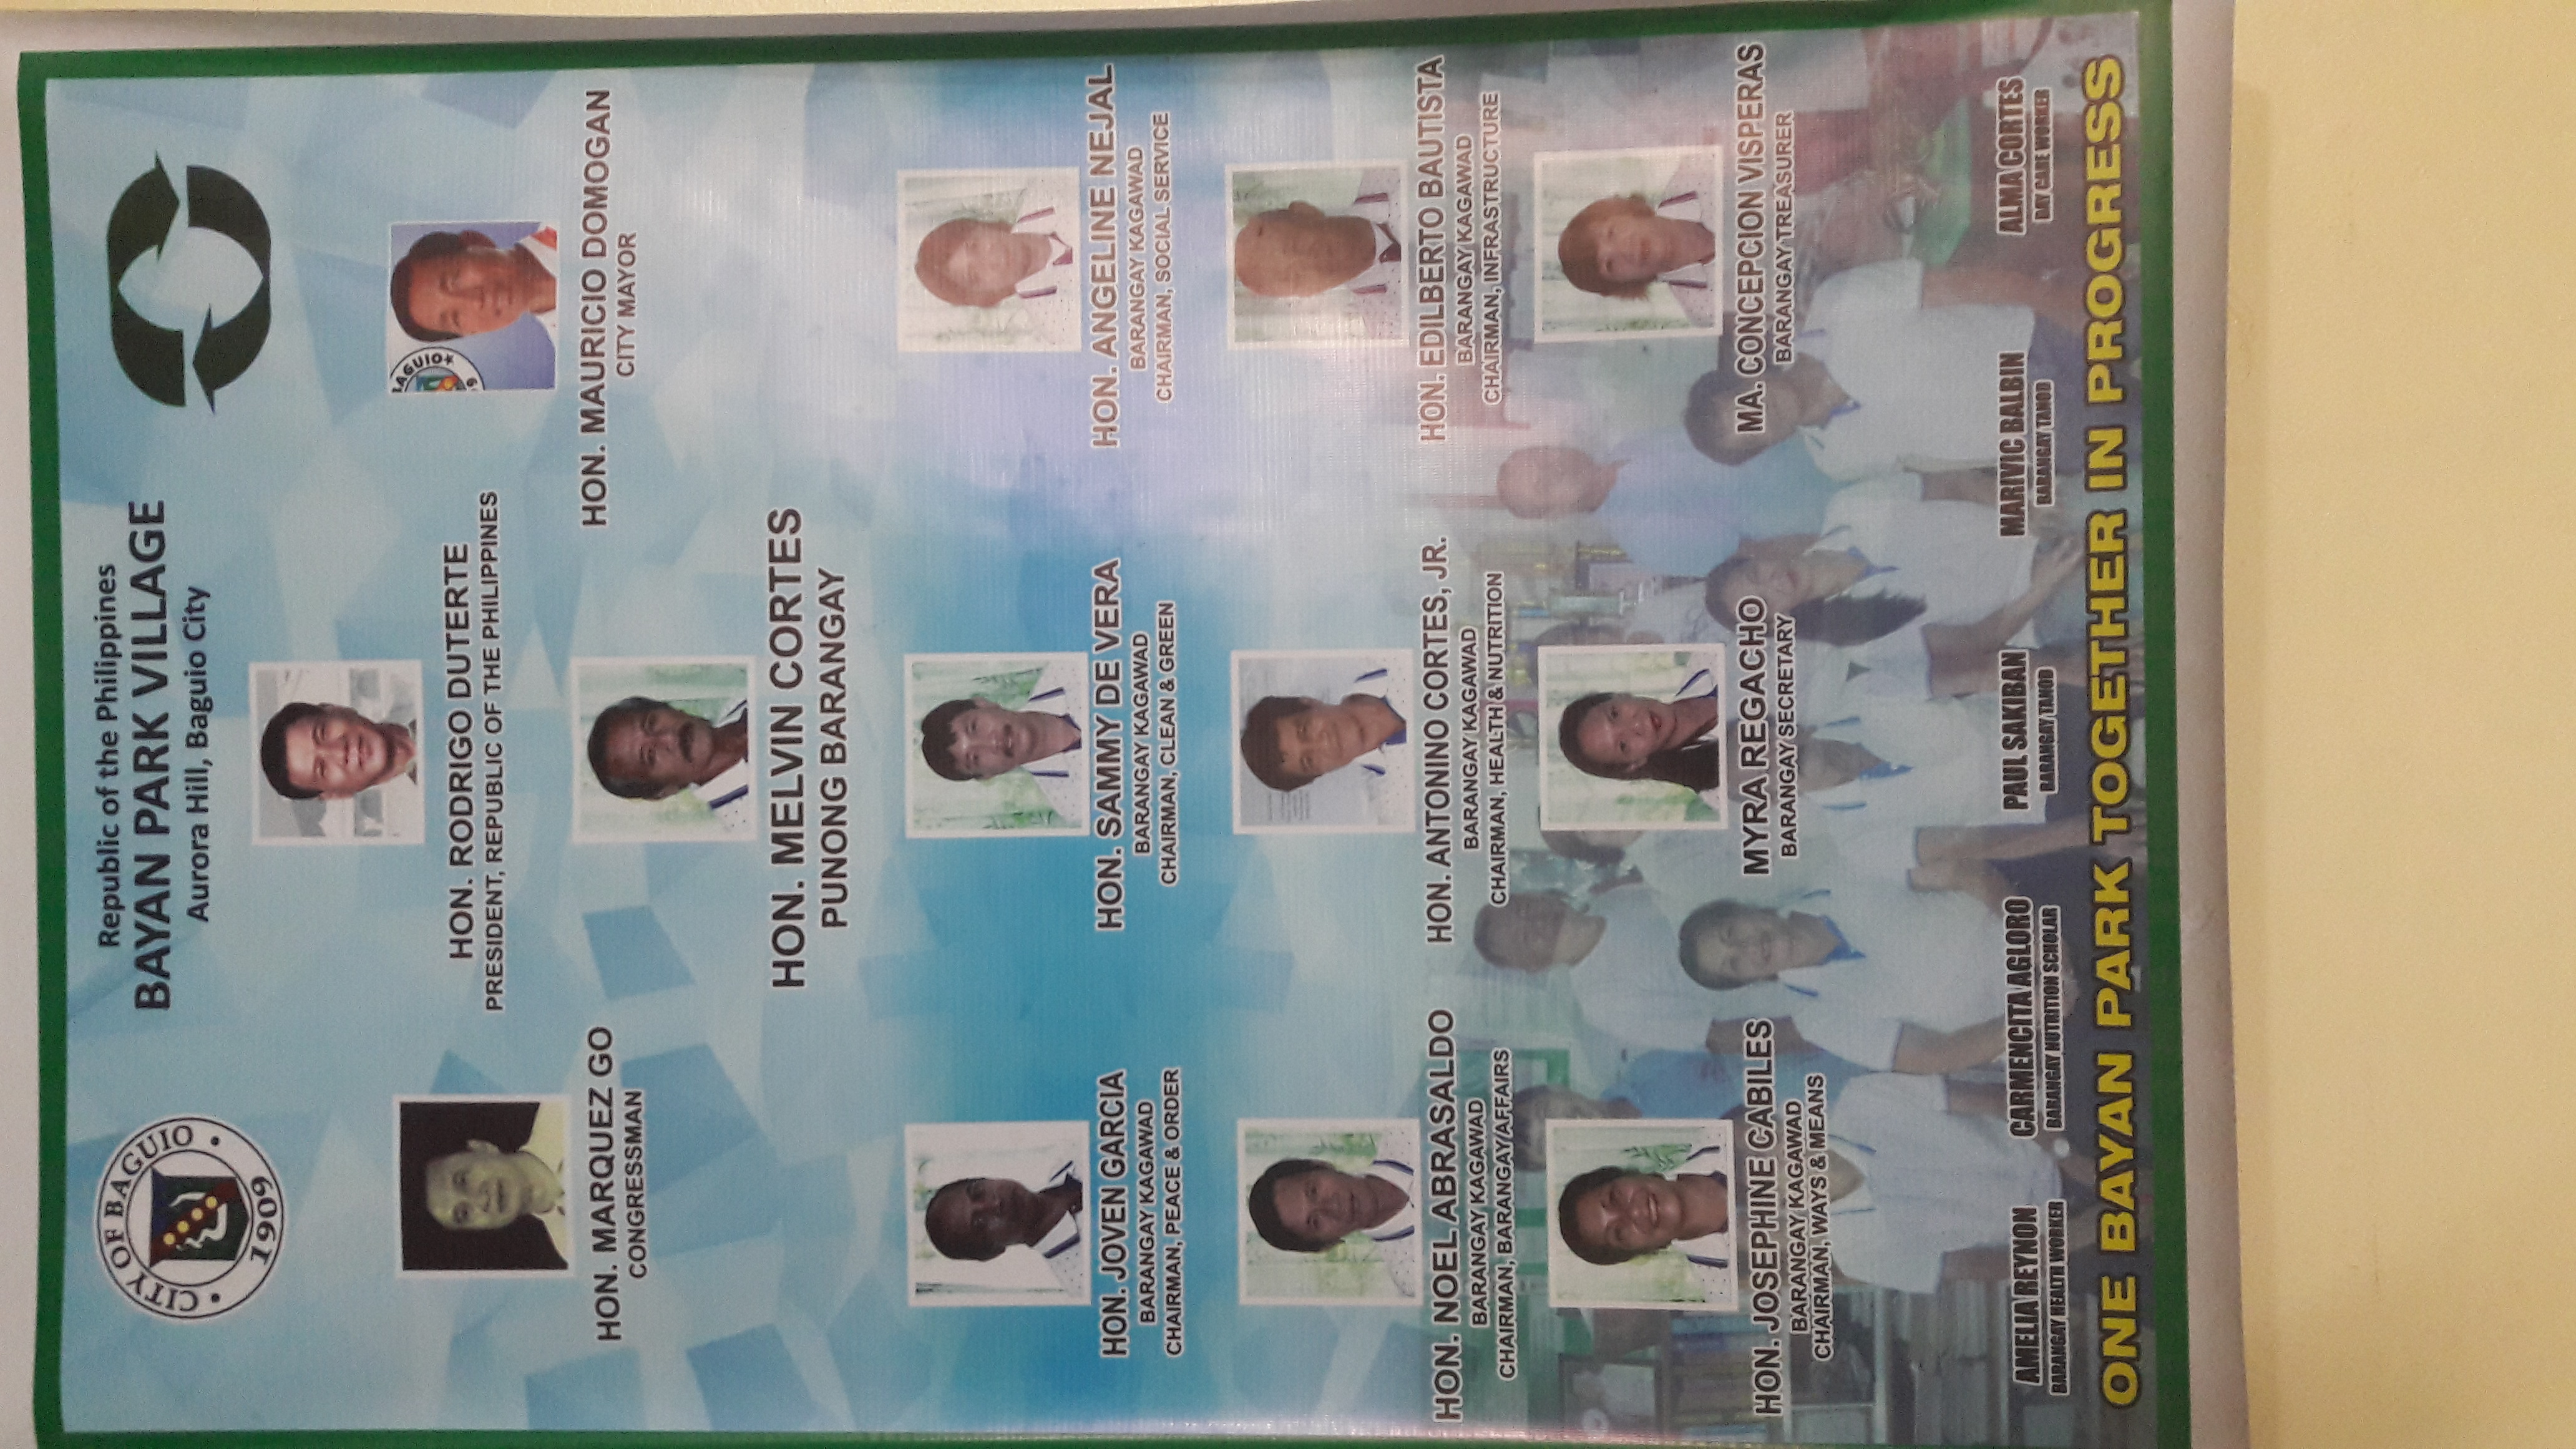 CITY OF BAGUIO
1909
Republic of the Philippines
BAYAN PARK VILLAGE
Aurora Hill, Baguio City
HON. RODRIGO DUTERTE
PRESIDENT, REPUBLIC OF THE PHILIPPINES
HON. MARQUEZ GO
CONGRESSMAN
HON. MAURICIO DOMOGAN
CITY MAYOR
HON. MELVIN CORTES
PUNONG BARANGAY
HON. JOVEN GARCIA
BARANGAY KAGAWAD
CHAIRMAN, PEACE & ORDER
HON. SAMMY DE VERA
BARANGAY KAGAWAD
CHAIRMAN, CLEAN & GREEN
HON. ANGELINE NEJAL
BARANGAY KAGAWAD
CHAIRMAN, SOCIAL SERVICE
HON. NOEL ABRASALDO
BARANGAY KAGAWAD
CHAIRMAN, BARANGAY AFFAIRS
HON. ANTONINO CORTES, JR.
BARANGAY KAGAWAD
CHAIRMAN, HEALTH & NUTRITION
HON. EDILBERTO BAUTISTA
BARANGAY KAGAWAD
CHAIRMAN, INFRASTRUCTURE
HON. JOSEPHINE CABILES
BARANGAY KAGAWAD
CHAIRMAN, WAYS & MEANS
MYRA REGACHO
BARANGAY SECRETARY
MA. CONCEPCION VISPERAS
BARANGAY TREASURER
AMELIA REYNON
BARANGAY HEALTH WORKER
CARMENCITA AGLORO
BARANGAY NUTRITION SCHOLAR
PAUL SAKIBAN
BARANGAY TANOD
MARIVIC BALBIN
BARANGAY TANOD
ALMA CORTES
DAY CARE WORKER
ONE BAYAN PARK TOGETHER IN PROGRESS